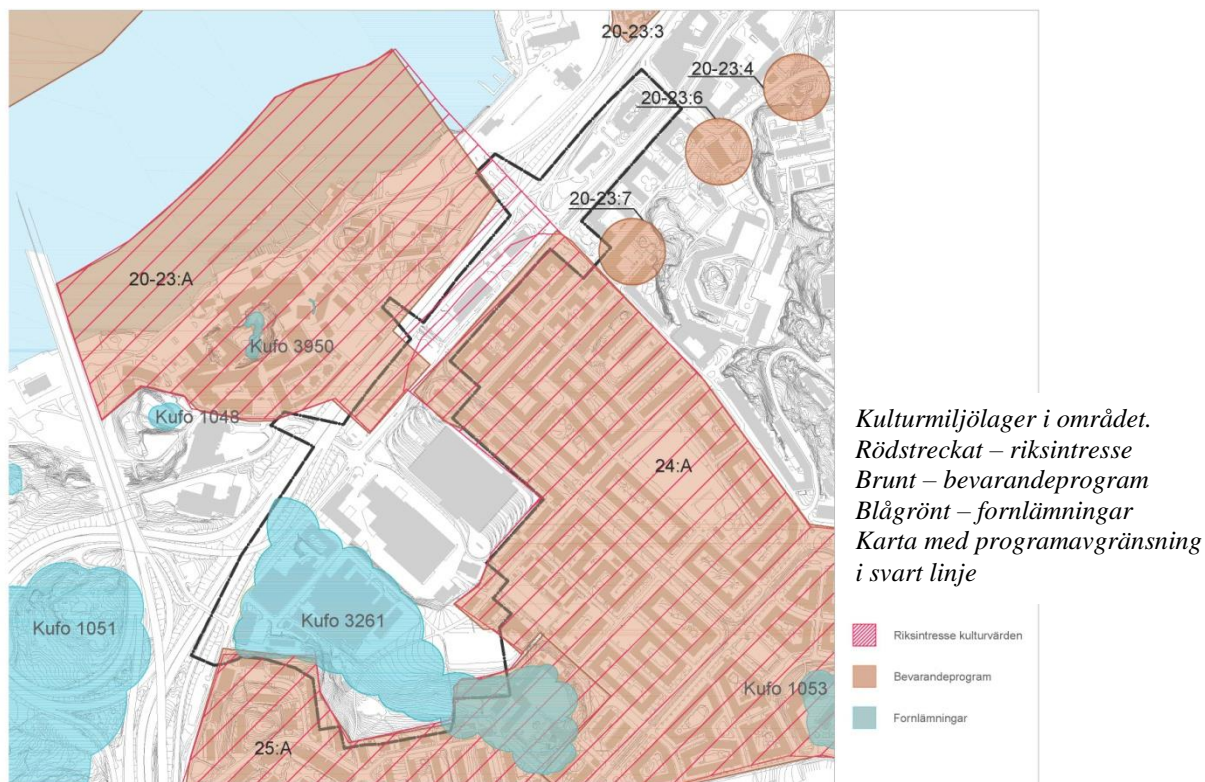 20-23:3
20-23:4
20-23:6
20-23:7
20-23:A
Kufo 3950
Kufo 1048
24:A
Kufo 1051
Kufo 3261
Kufo 1053
25:A
Kulturmiljölager i området.
Rödstreckat – riksintresse
Brunt – bevarandeprogram
Blågrönt – fornlämningar
Karta med programavgränsning
i svart linje
Riksintresse kulturvärden
Bevarandeprogram
Fornlämningar